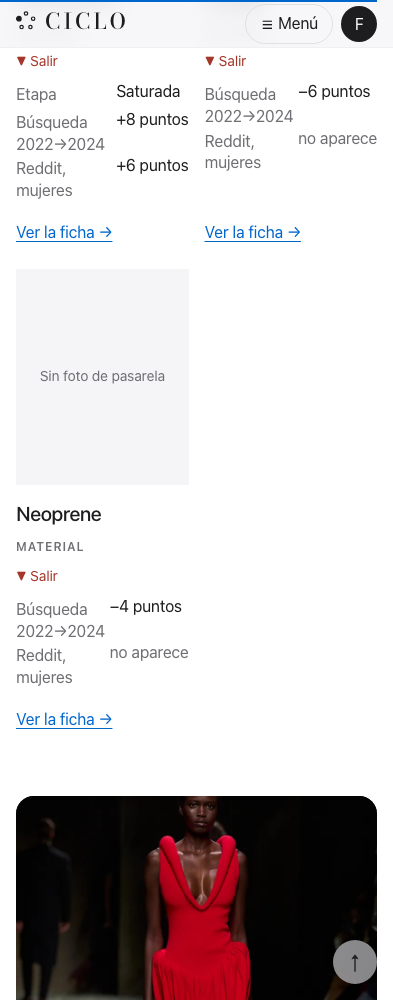 CICLO
≡ Menú
F
▼ Salir
Etapa Saturada
Búsqueda 2022→2024 +8 puntos
Reddit, mujeres +6 puntos
Ver la ficha →
▼ Salir
Búsqueda 2022→2024 −6 puntos
Reddit, mujeres no aparece
Ver la ficha →
Sin foto de pasarela
Neoprene
MATERIAL
▼ Salir
Búsqueda 2022→2024 −4 puntos
Reddit, mujeres no aparece
Ver la ficha →
↑